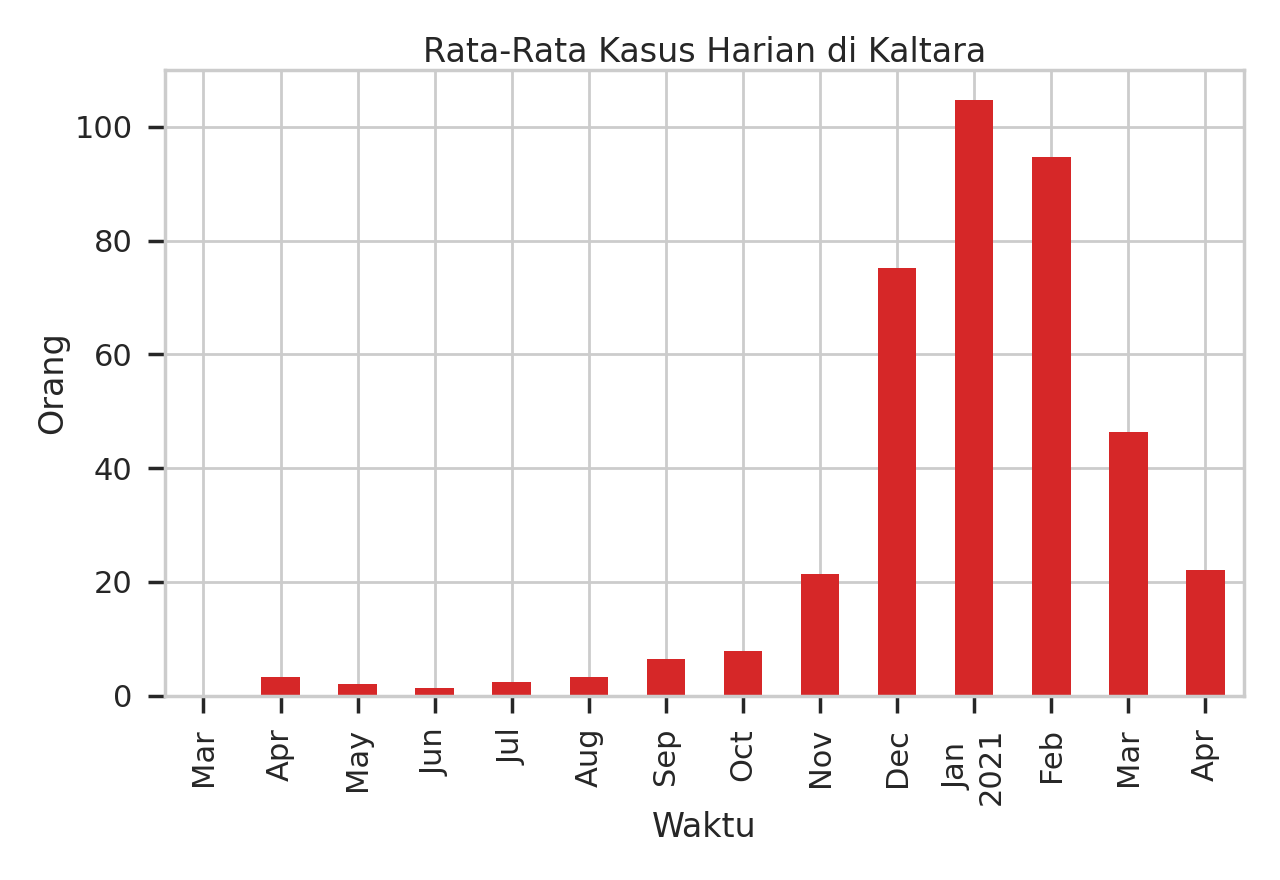 Rata-Rata Kasus Harian di Kaltara
Orang
100
80
60
40
20
0
Mar
Apr
May
Jun
Jul
Aug
Sep
Oct
Nov
Dec
Jan
2021
Feb
Mar
Apr
Waktu